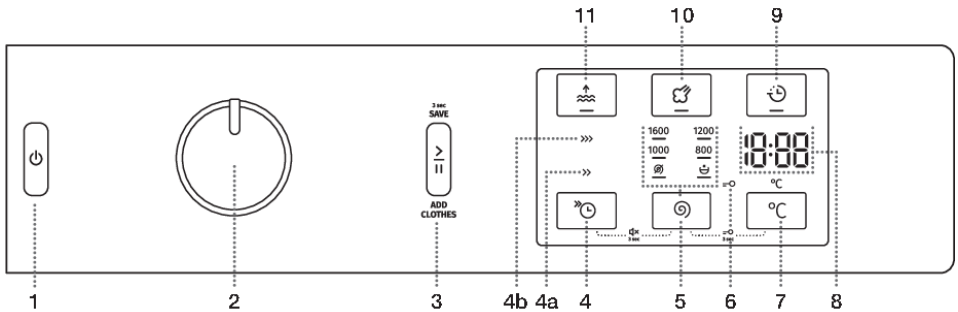 11 10 9
3 sec
SAVE
1600 1200
1000 800
18:88
°C
°C
ADD
CLOTHES
3 sec 3 sec
1 2 3 4b 4a 4 5 6 7 8